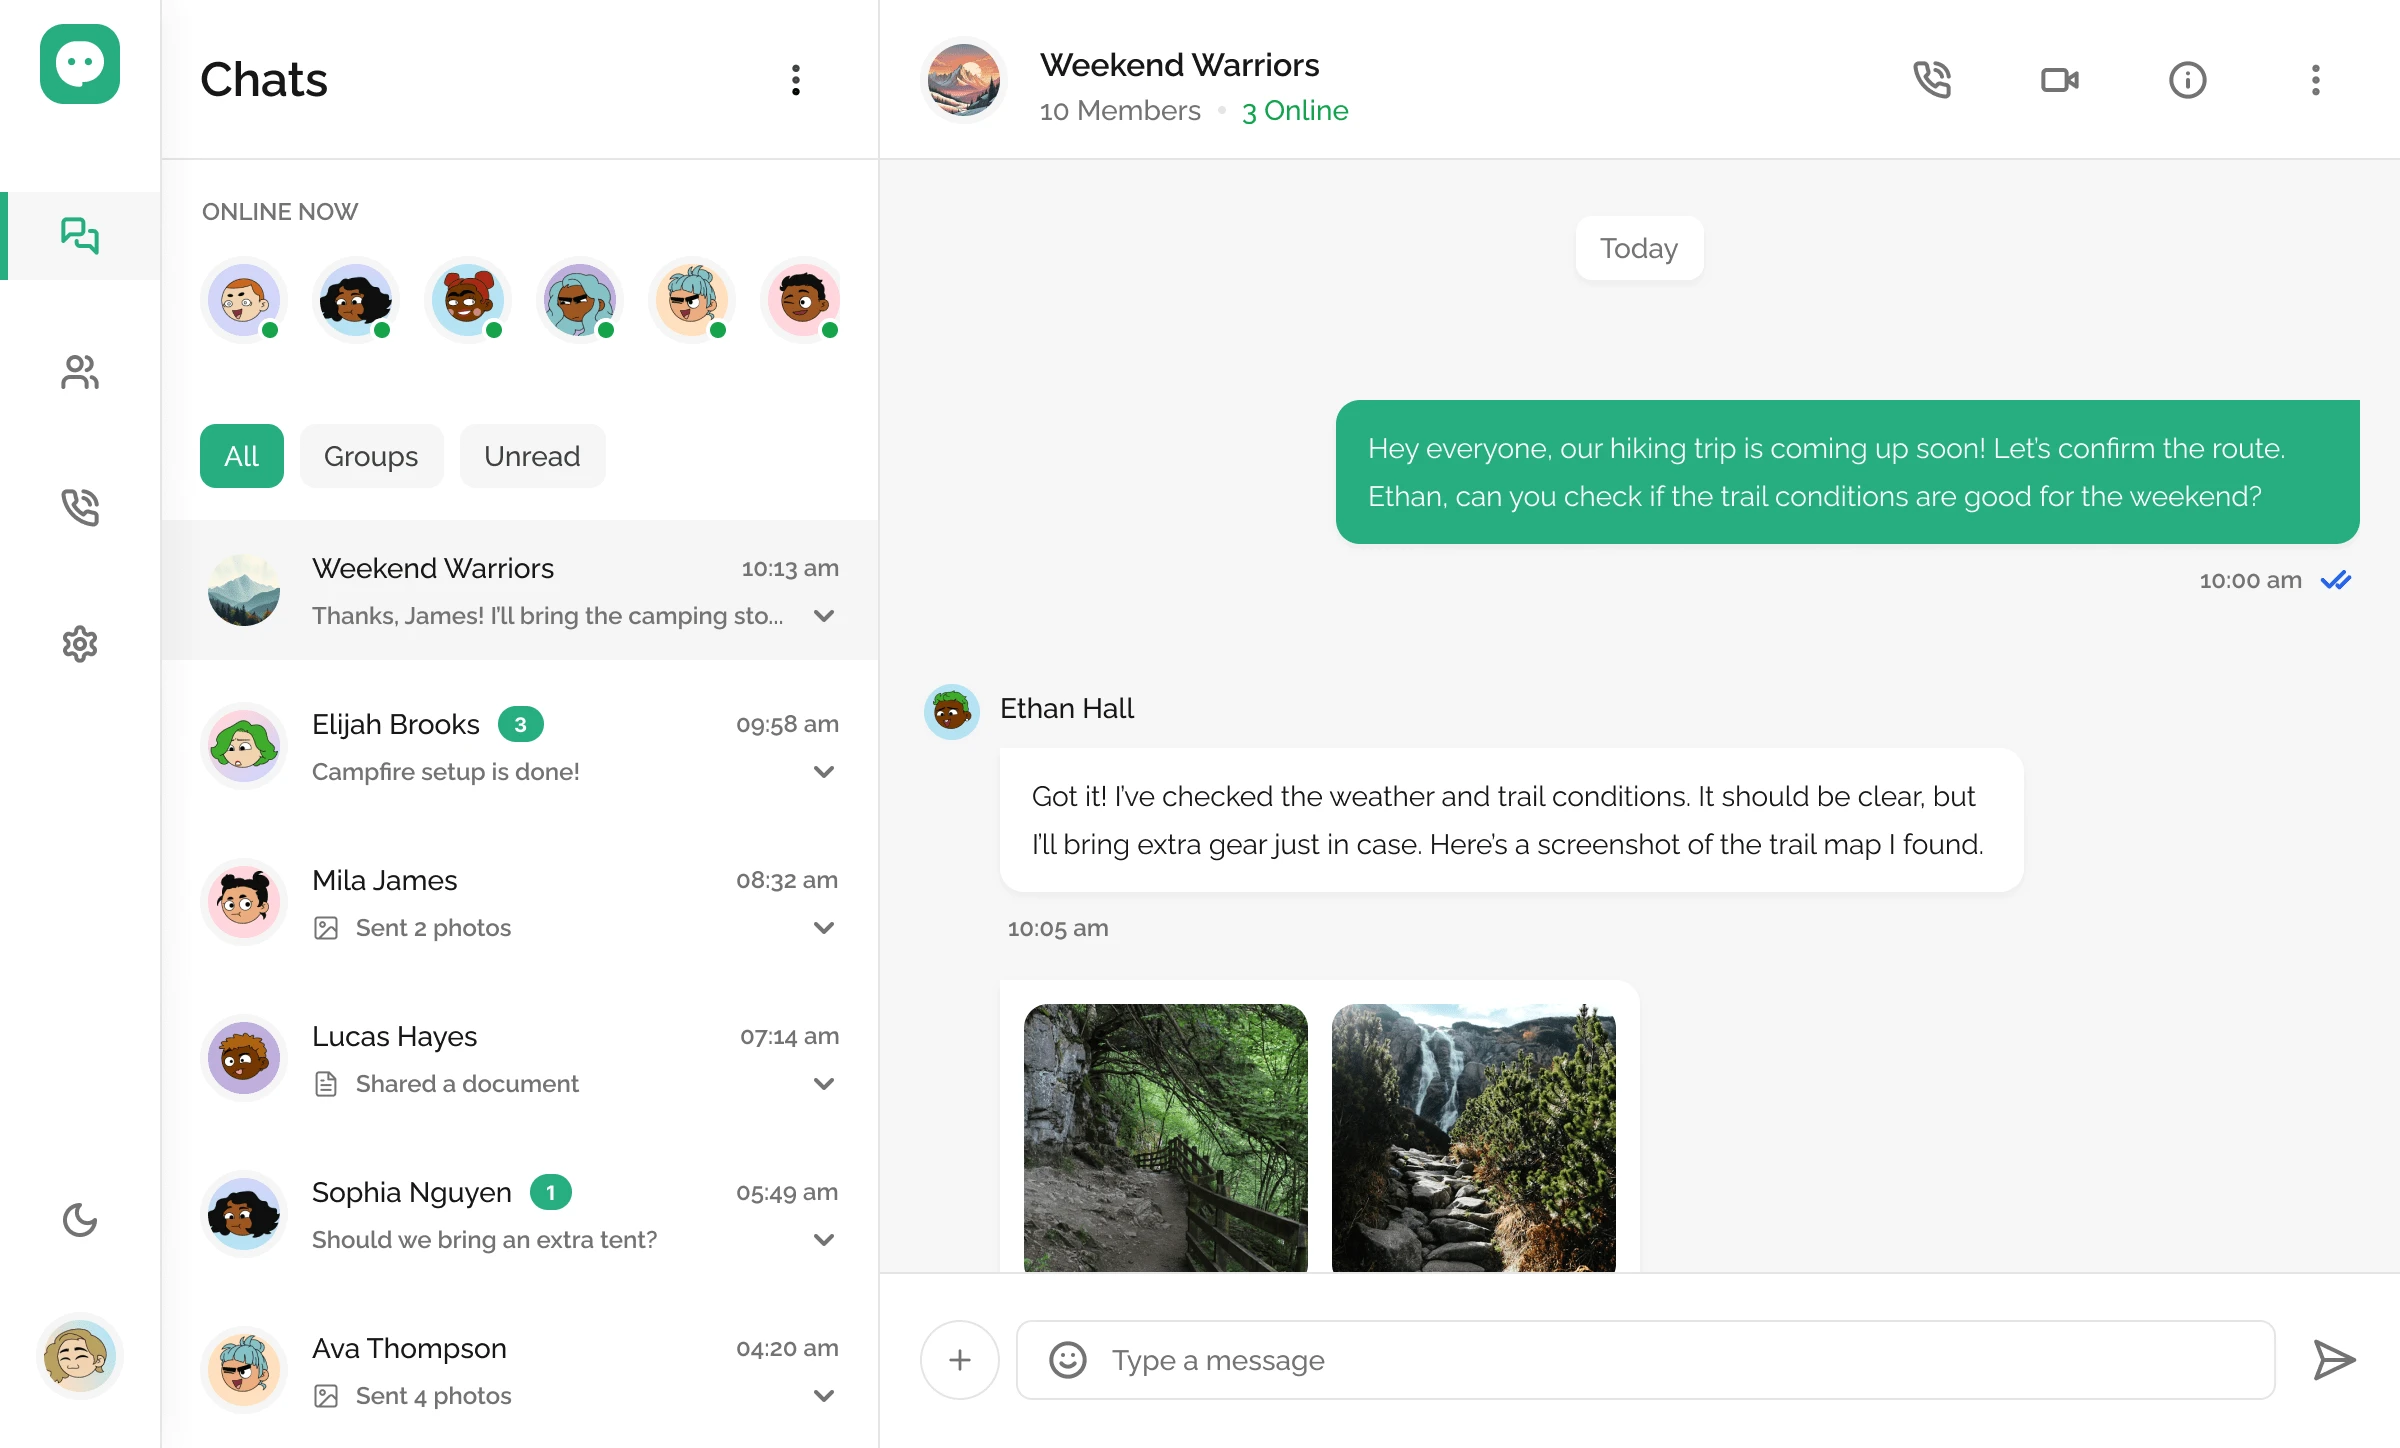 Chats
ONLINE NOW
All
Groups
Unread
Weekend Warriors
10:13 am
Thanks, James! I'll bring the camping sto...
Elijah Brooks
3
09:58 am
Campfire setup is done!
Mila James
08:32 am
Sent 2 photos
Lucas Hayes
07:14 am
Shared a document
Sophia Nguyen
1
05:49 am
Should we bring an extra tent?
Ava Thompson
04:20 am
Sent 4 photos
Weekend Warriors
10 Members • 3 Online
Today
Hey everyone, our hiking trip is coming up soon! Let's confirm the route.
Ethan, can you check if the trail conditions are good for the weekend?
10:00 am
Ethan Hall
Got it! I've checked the weather and trail conditions. It should be clear, but
I'll bring extra gear just in case. Here's a screenshot of the trail map I found.
10:05 am
Type a message